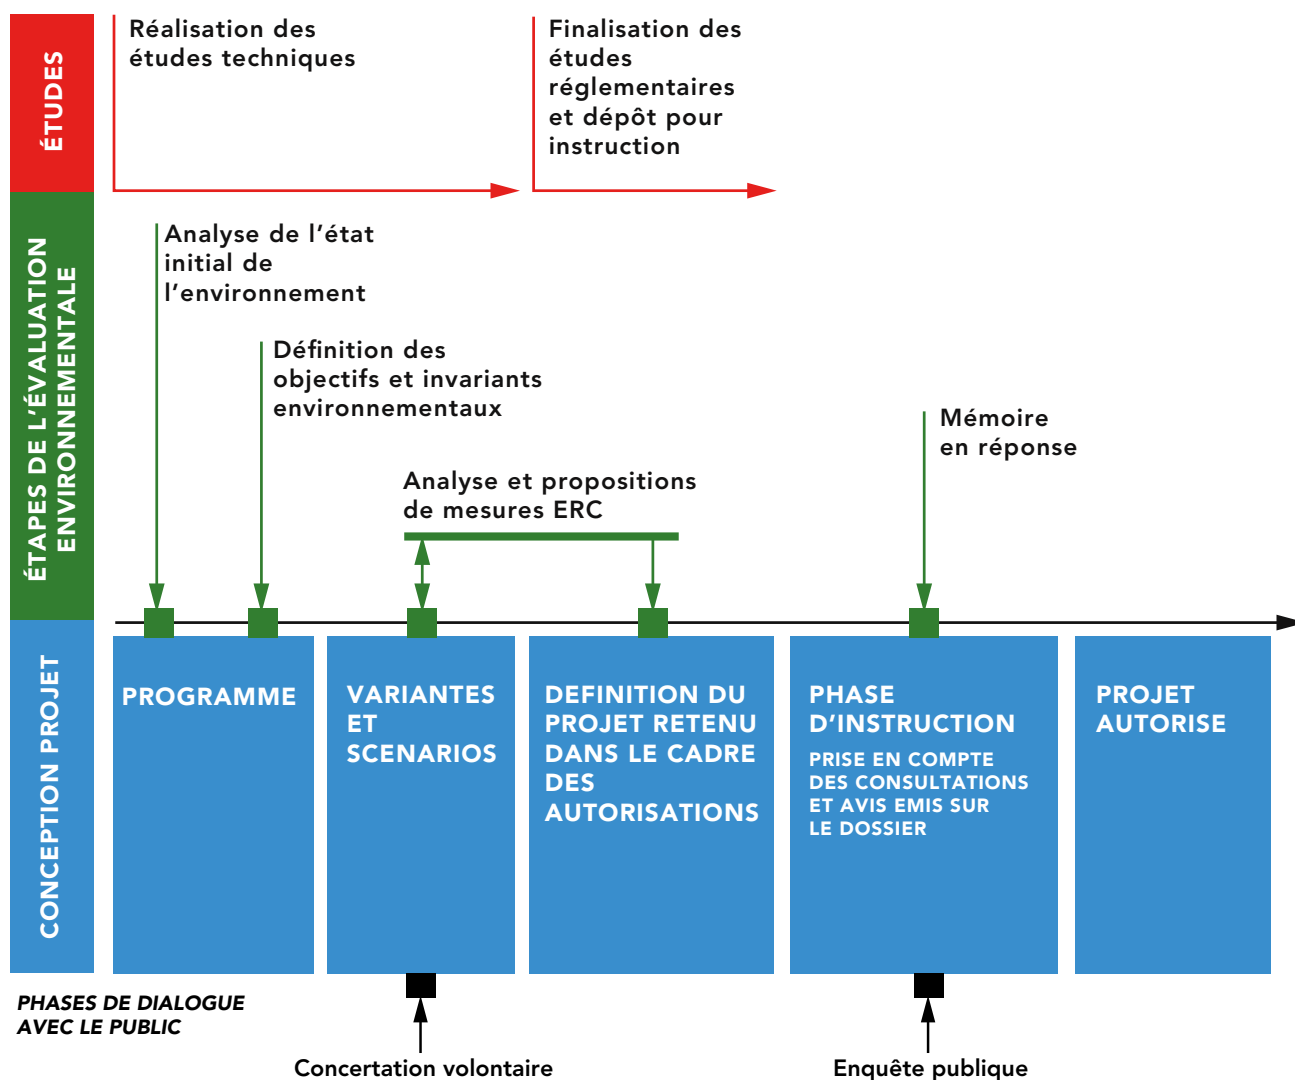 ÉTUDES
Réalisation des
études techniques
Finalisation des
études
réglementaires
et dépôt pour
instruction
ÉTAPES DE L'ÉVALUATION
ENVIRONNEMENTALE
Analyse de l'état
initial de
l'environnement
Définition des
objectifs et invariants
environnementaux
Analyse et propositions
de mesures ERC
Mémoire
en réponse
CONCEPTION PROJET
PROGRAMME
VARIANTES
ET
SCENARIOS
DEFINITION DU
PROJET RETENU
DANS LE CADRE
DES
AUTORISATIONS
PHASE
D'INSTRUCTION
PRISE EN COMPTE
DES CONSULTATIONS
ET AVIS EMIS SUR
LE DOSSIER
PROJET
AUTORISE
PHASES DE DIALOGUE
AVEC LE PUBLIC
Concertation volontaire
Enquête publique